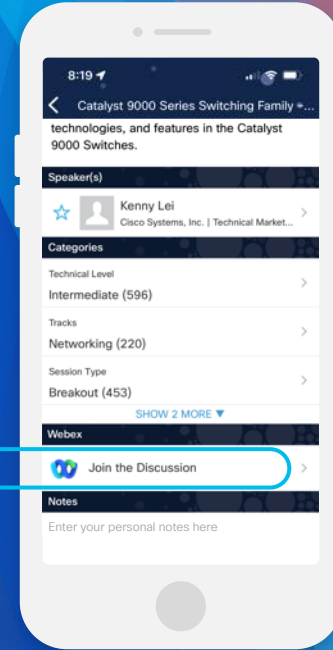 8:19
Catalyst 9000 Series Switching Family -...
technologies, and features in the Catalyst
9000 Switches.
Speaker(s)
Kenny Lei
Cisco Systems, Inc. | Technical Market...
Categories
Technical Level
Intermediate (596)
Tracks
Networking (220)
Session Type
Breakout (453)
SHOW 2 MORE ▼
Webex
Join the Discussion
Notes
Enter your personal notes here